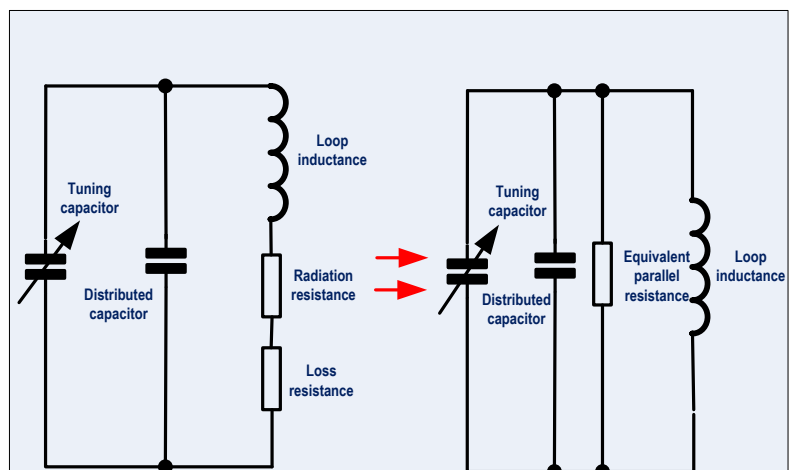 Loop
inductance
Tuning
capacitor
Distributed
capacitor
Radiation
resistance
Loss
resistance
Tuning
capacitor
Distributed
capacitor
Equivalent
parallel
resistance
Loop
inductance